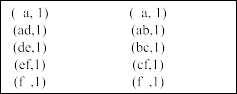 ( a, 1) ( a, 1)
(ad,1) (ab,1)
(de,1) (bc,1)
(ef,1) (cf,1)
(f ,1) (f ,1)